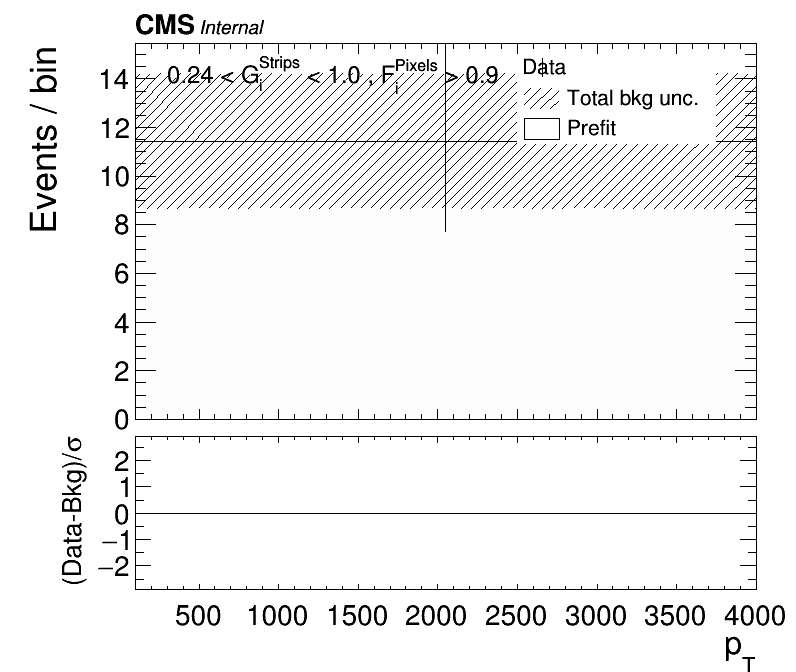 CMS Internal
Events / bin
0.24 < G_i^Strips < 1.0 , F_i^Pixels > 0.9
Data
Total bkg unc.
Prefit
14
12
10
8
6
4
2
0
(Data-Bkg)/σ
2
1
0
−1
−2
500 1000 1500 2000 2500 3000 3500 4000
p_T